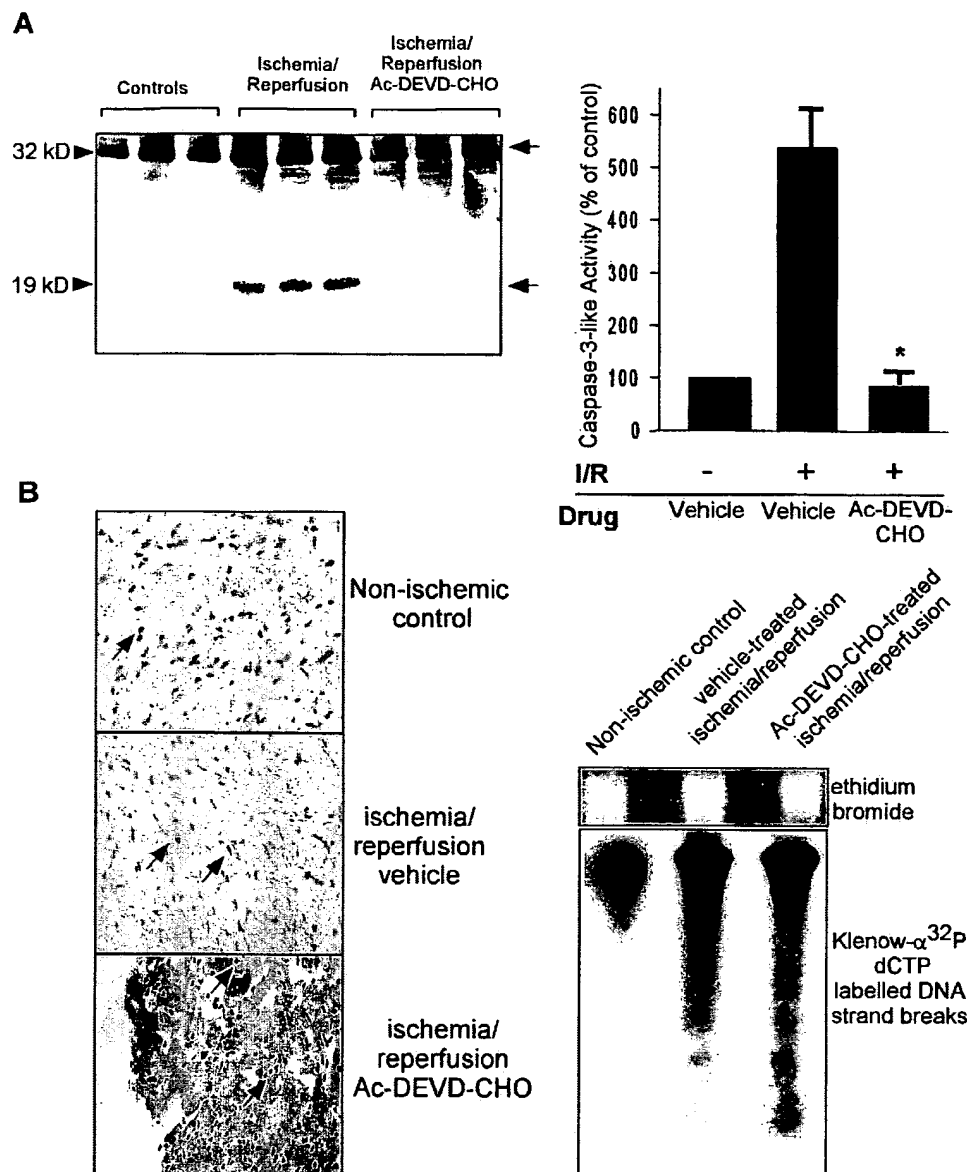 A
Controls
Ischemia/
Reperfusion
Ischemia/
Reperfusion
Ac-DEVD-CHO
32 kD
19 kD
Caspase-3-like Activity (% of control)
600
500
400
300
200
100
0
*
I/R
- + +
Drug
Vehicle Vehicle Ac-DEVD-
CHO
B
Non-ischemic
control
ischemia/
reperfusion
vehicle
ischemia/
reperfusion
Ac-DEVD-CHO
Non-ischemic control
vehicle-treated
ischemia/reperfusion
Ac-DEVD-CHO-treated
ischemia/reperfusion
ethidium
bromide
Klenow-α³²P
dCTP
labelled DNA
strand breaks